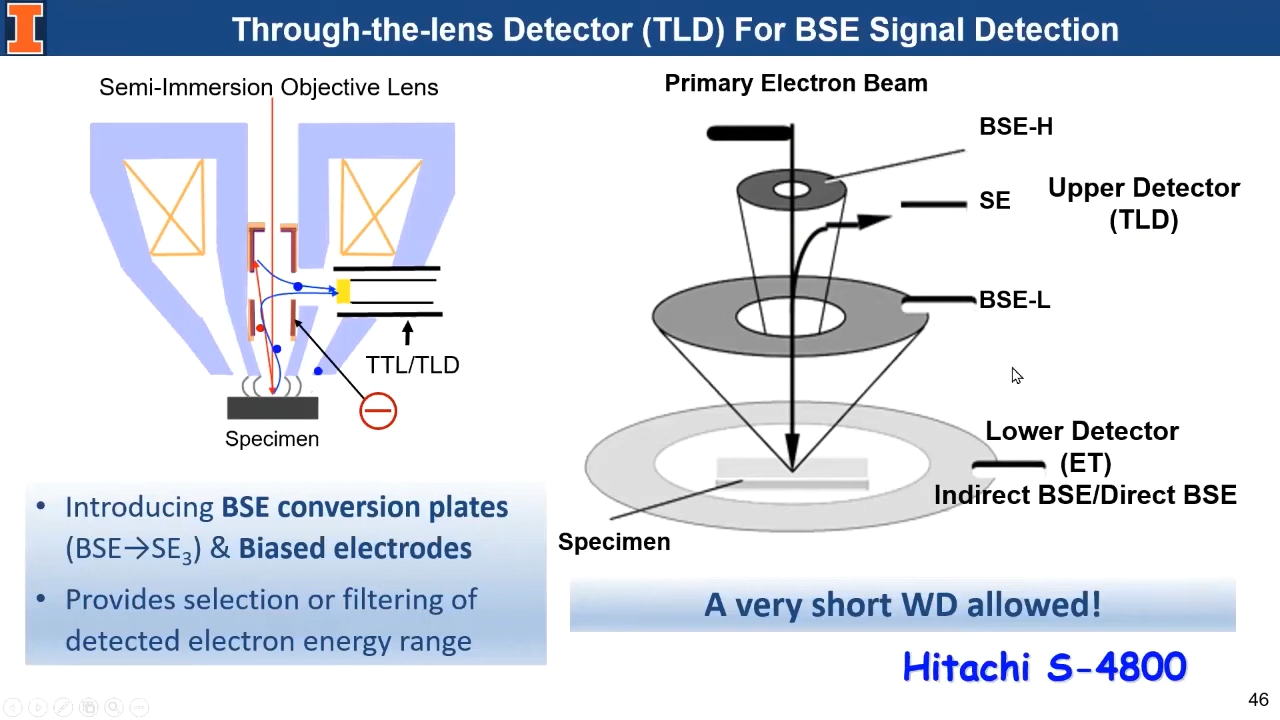 I
Through-the-lens Detector (TLD) For BSE Signal Detection
Semi-Immersion Objective Lens
TTL/TLD
Specimen
• Introducing BSE conversion plates
(BSE→SE₃) & Biased electrodes
• Provides selection or filtering of
detected electron energy range
Primary Electron Beam
BSE-H
SE
Upper Detector
(TLD)
BSE-L
Lower Detector
(ET)
Indirect BSE/Direct BSE
Specimen
A very short WD allowed!
Hitachi S-4800
46